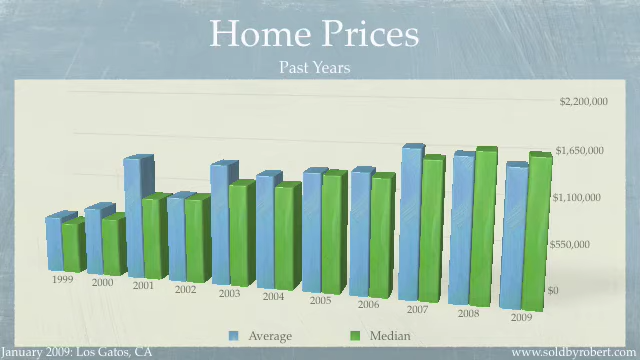 Home Prices
Past Years
$2,200,000
$1,650,000
$1,100,000
$550,000
$0
1999
2000
2001
2002
2003
2004
2005
2006
2007
2008
2009
Average
Median
January 2009: Los Gatos, CA
www.soldbyrobert.com